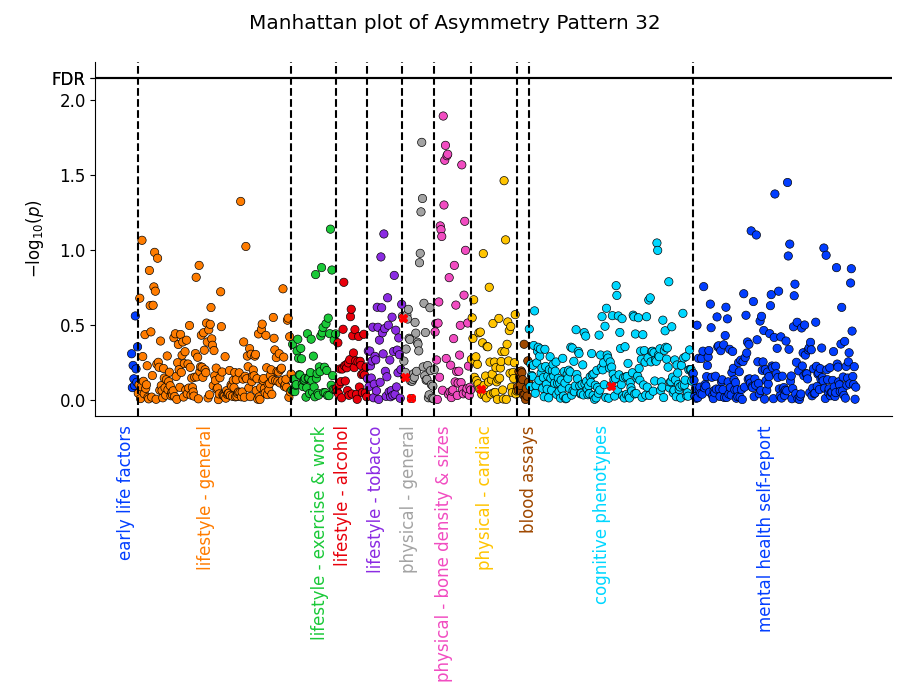 Manhattan plot of Asymmetry Pattern 32
FDR
2.0
1.5
1.0
0.5
0.0
−log₁₀(p)
early life factors
lifestyle - general
lifestyle - exercise & work
lifestyle - alcohol
lifestyle - tobacco
physical - general
physical - bone density & sizes
physical - cardiac
blood assays
cognitive phenotypes
mental health self-report